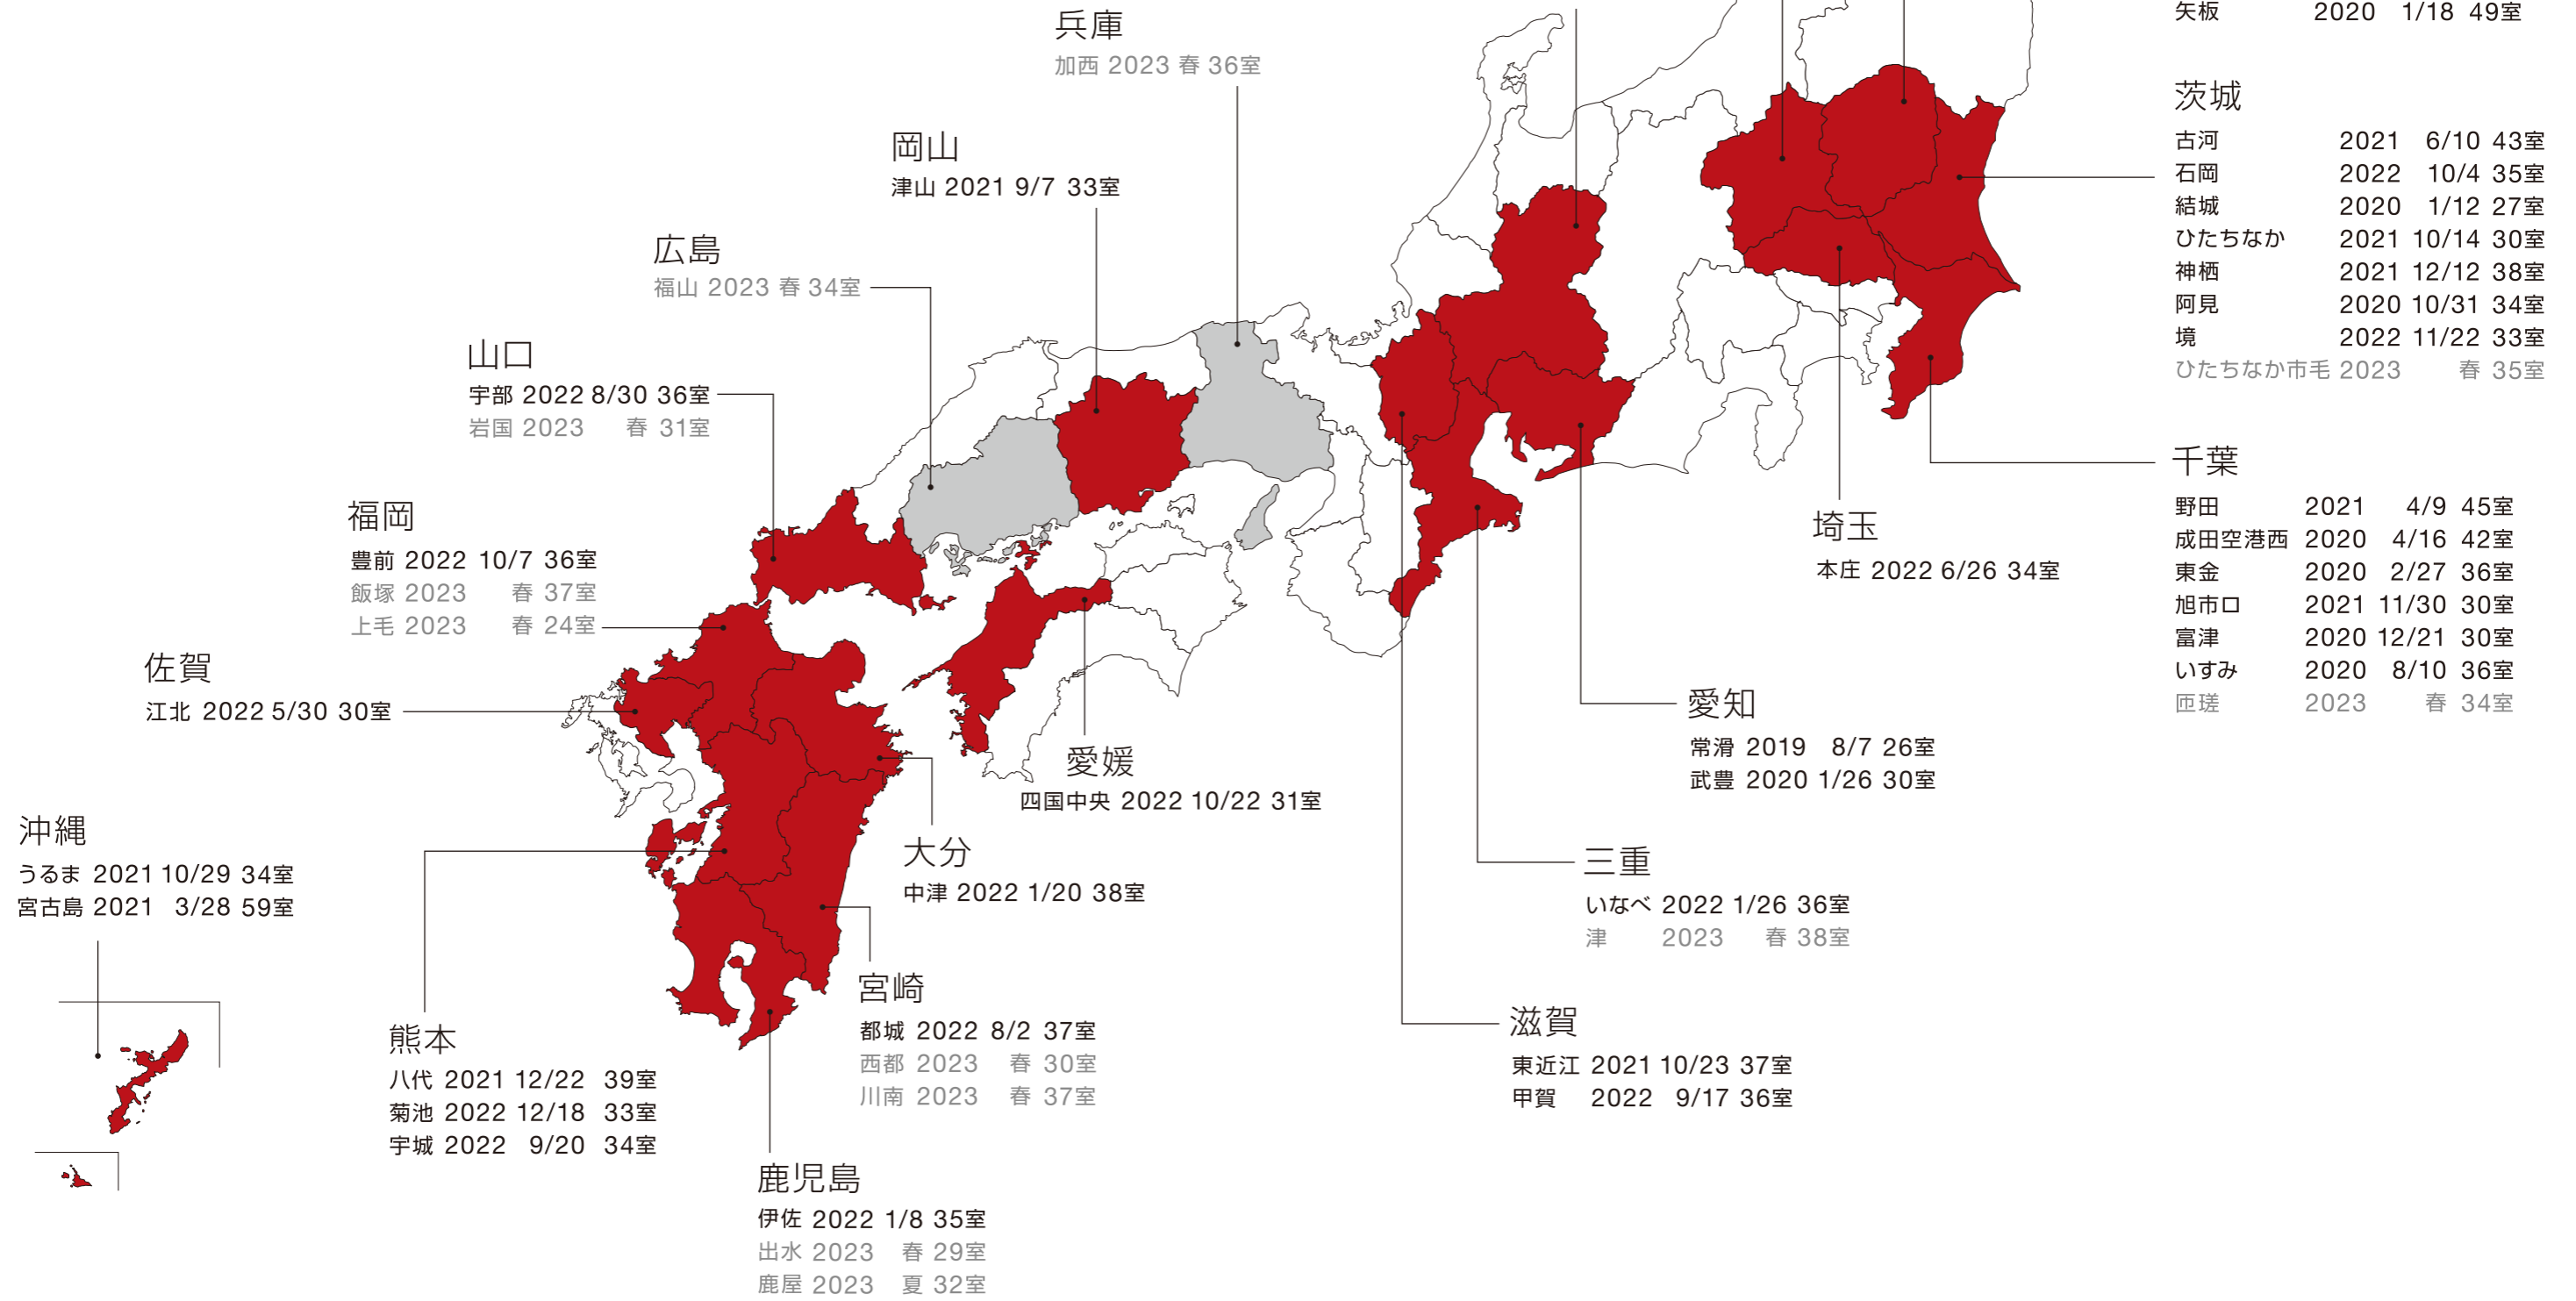 兵庫
加西 2023 春 36室
岡山
津山 2021 9/7 33室
広島
福山 2023 春 34室
山口
宇部 2022 8/30 36室
岩国 2023 春 31室
福岡
豊前 2022 10/7 36室
飯塚 2023 春 37室
上毛 2023 春 24室
佐賀
江北 2022 5/30 30室
沖縄
うるま 2021 10/29 34室
宮古島 2021 3/28 59室
熊本
八代 2021 12/22 39室
菊池 2022 12/18 33室
宇城 2022 9/20 34室
鹿児島
伊佐 2022 1/8 35室
出水 2023 春 29室
鹿屋 2023 夏 32室
宮崎
都城 2022 8/2 37室
西都 2023 春 30室
川南 2023 春 37室
大分
中津 2022 1/20 38室
愛媛
四国中央 2022 10/22 31室
滋賀
東近江 2021 10/23 37室
甲賀 2022 9/17 36室
三重
いなべ 2022 1/26 36室
津 2023 春 38室
愛知
常滑 2019 8/7 26室
武豊 2020 1/26 30室
埼玉
本庄 2022 6/26 34室
矢板 2020 1/18 49室
茨城
古河 2021 6/10 43室
石岡 2022 10/4 35室
結城 2020 1/12 27室
ひたちなか 2021 10/14 30室
神栖 2021 12/12 38室
阿見 2020 10/31 34室
境 2022 11/22 33室
ひたちなか市毛 2023 春 35室
千葉
野田 2021 4/9 45室
成田空港西 2020 4/16 42室
東金 2020 2/27 36室
旭市ロ 2021 11/30 30室
富津 2020 12/21 30室
いすみ 2020 8/10 36室
匝瑳 2023 春 34室